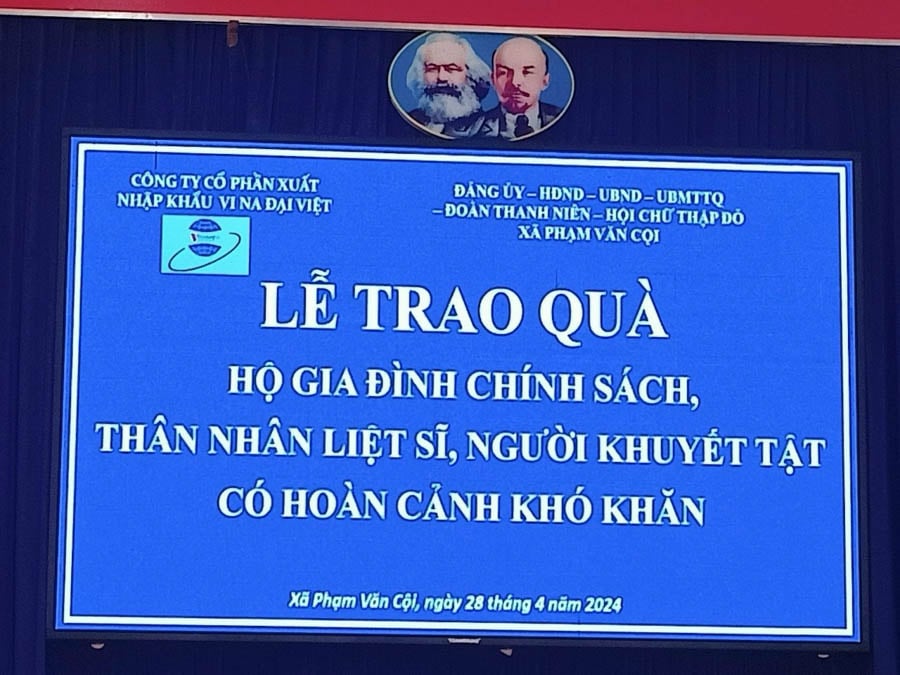 CÔNG TY CỔ PHẦN XUẤT
NHẬP KHẨU VI NA ĐẠI VIỆT
ĐẢNG ỦY – HĐND – UBND – UBMTTQ
– ĐOÀN THANH NIÊN – HỘI CHỮ THẬP ĐỎ
XÃ PHẠM VĂN CỘI
LỄ TRAO QUÀ
HỘ GIA ĐÌNH CHÍNH SÁCH,
THÂN NHÂN LIỆT SĨ, NGƯỜI KHUYẾT TẬT
CÓ HOÀN CẢNH KHÓ KHĂN
Xã Phạm Văn Cội, ngày 28 tháng 4 năm 2024